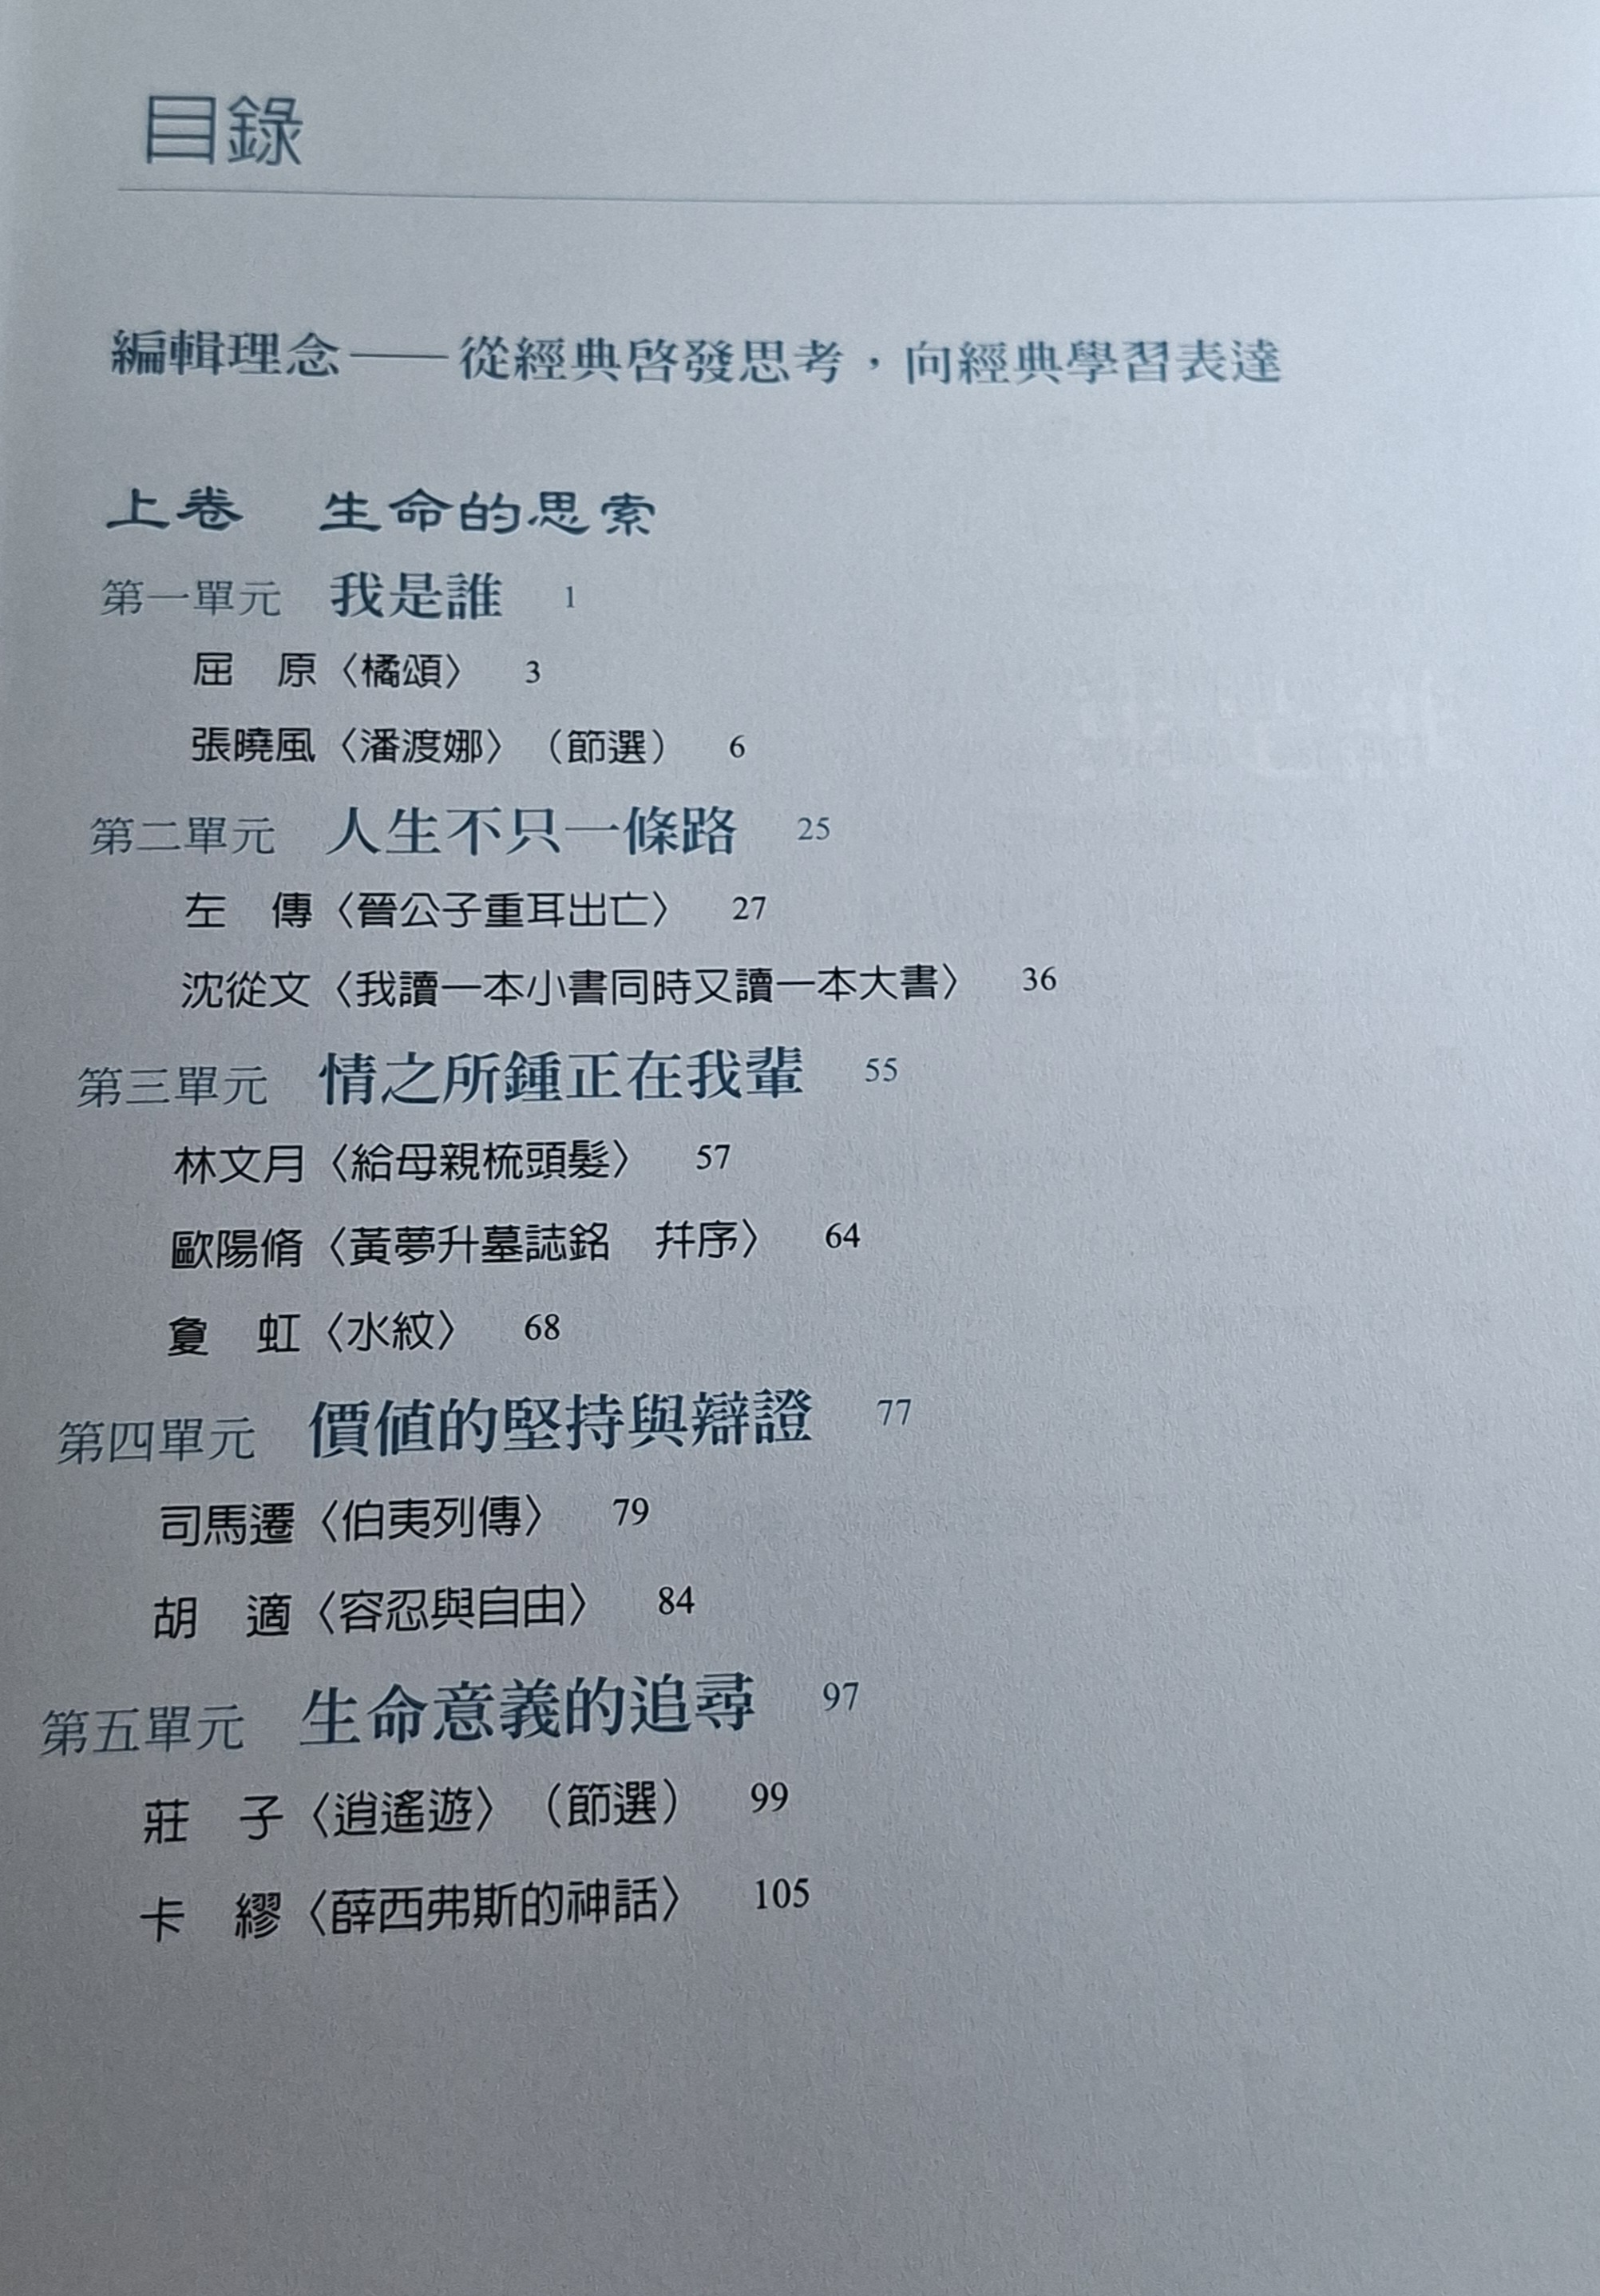 目錄
編輯理念——從經典啓發思考，向經典學習表達
上卷　生命的思索
第一單元　我是誰　1
屈　原〈橘頌〉　3
張曉風〈潘渡娜〉（節選）　6
第二單元　人生不只一條路　25
左　傳〈晉公子重耳出亡〉　27
沈從文〈我讀一本小書同時又讀一本大書〉　36
第三單元　情之所鍾正在我輩　55
林文月〈給母親梳頭髮〉　57
歐陽脩〈黃夢升墓誌銘　幷序〉　64
敻　虹〈水紋〉　68
第四單元　價值的堅持與辯證　77
司馬遷〈伯夷列傳〉　79
胡　適〈容忍與自由〉　84
第五單元　生命意義的追尋　97
莊　子〈逍遙遊〉（節選）　99
卡　繆〈薛西弗斯的神話〉　105